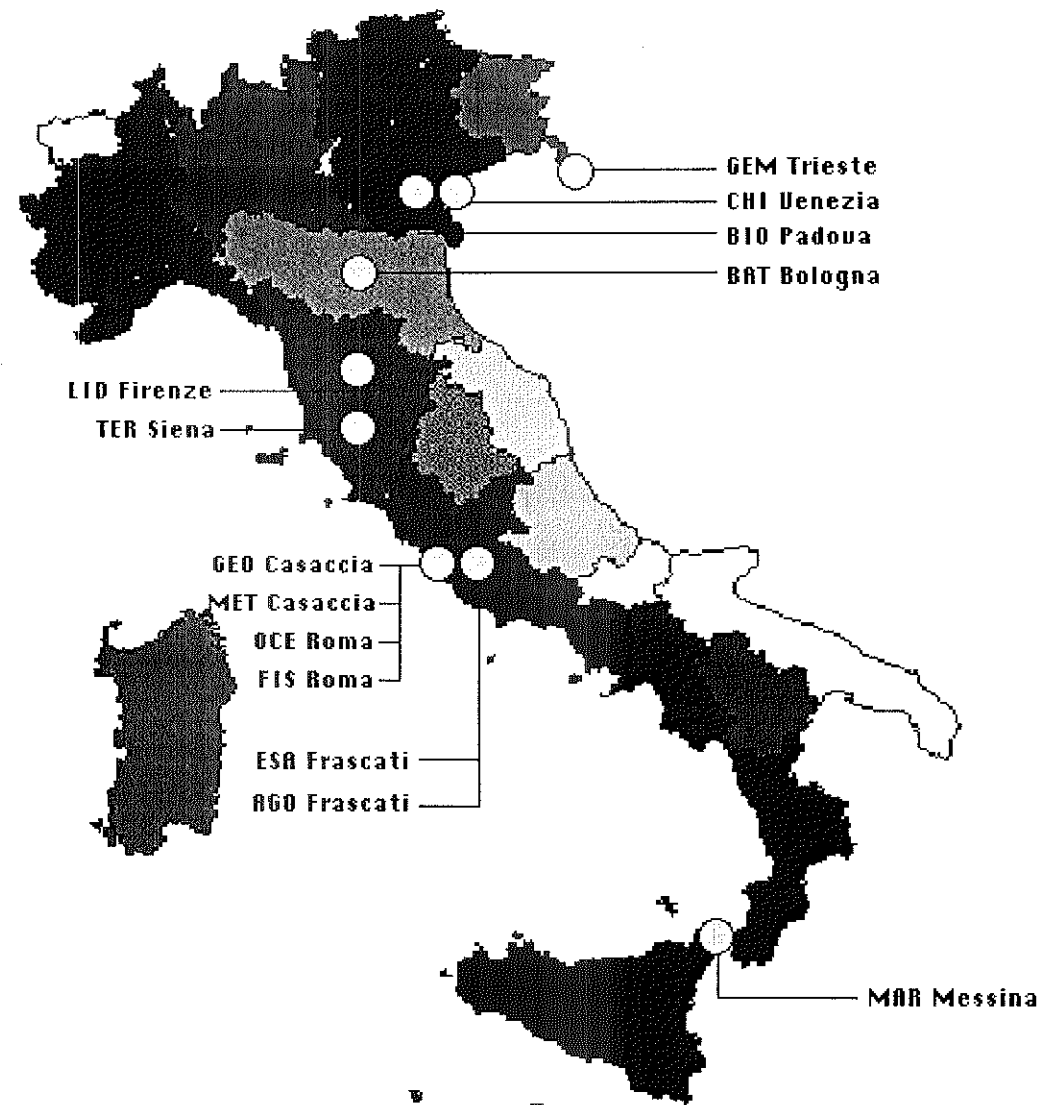 GEM Trieste
CHI Venezia
BIO Padova
BAT Bologna
LID Firenze
TER Siena
GEO Casaccia
MET Casaccia
OCE Roma
FIS Roma
ESA Frascati
AGO Frascati
MAR Messina